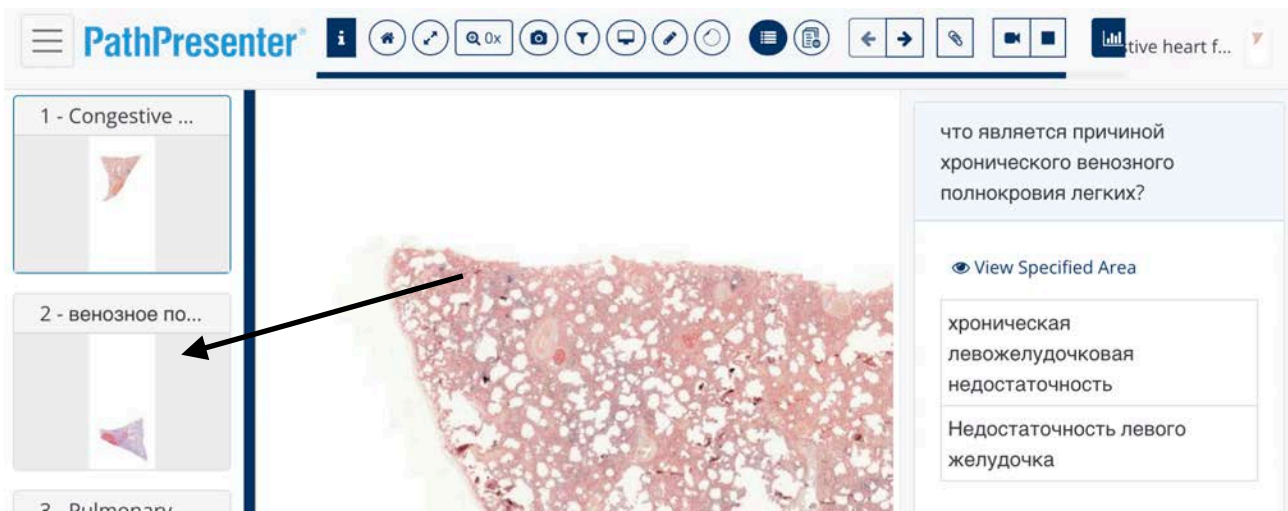 PathPresenter®
i
0x
tive heart f...
1 - Congestive ...
2 - венозное по...
3 - Pulmonary
что является причиной
хронического венозного
полнокровия легких?
View Specified Area
хроническая
левожелудочковая
недостаточность
Недостаточность левого
желудочка